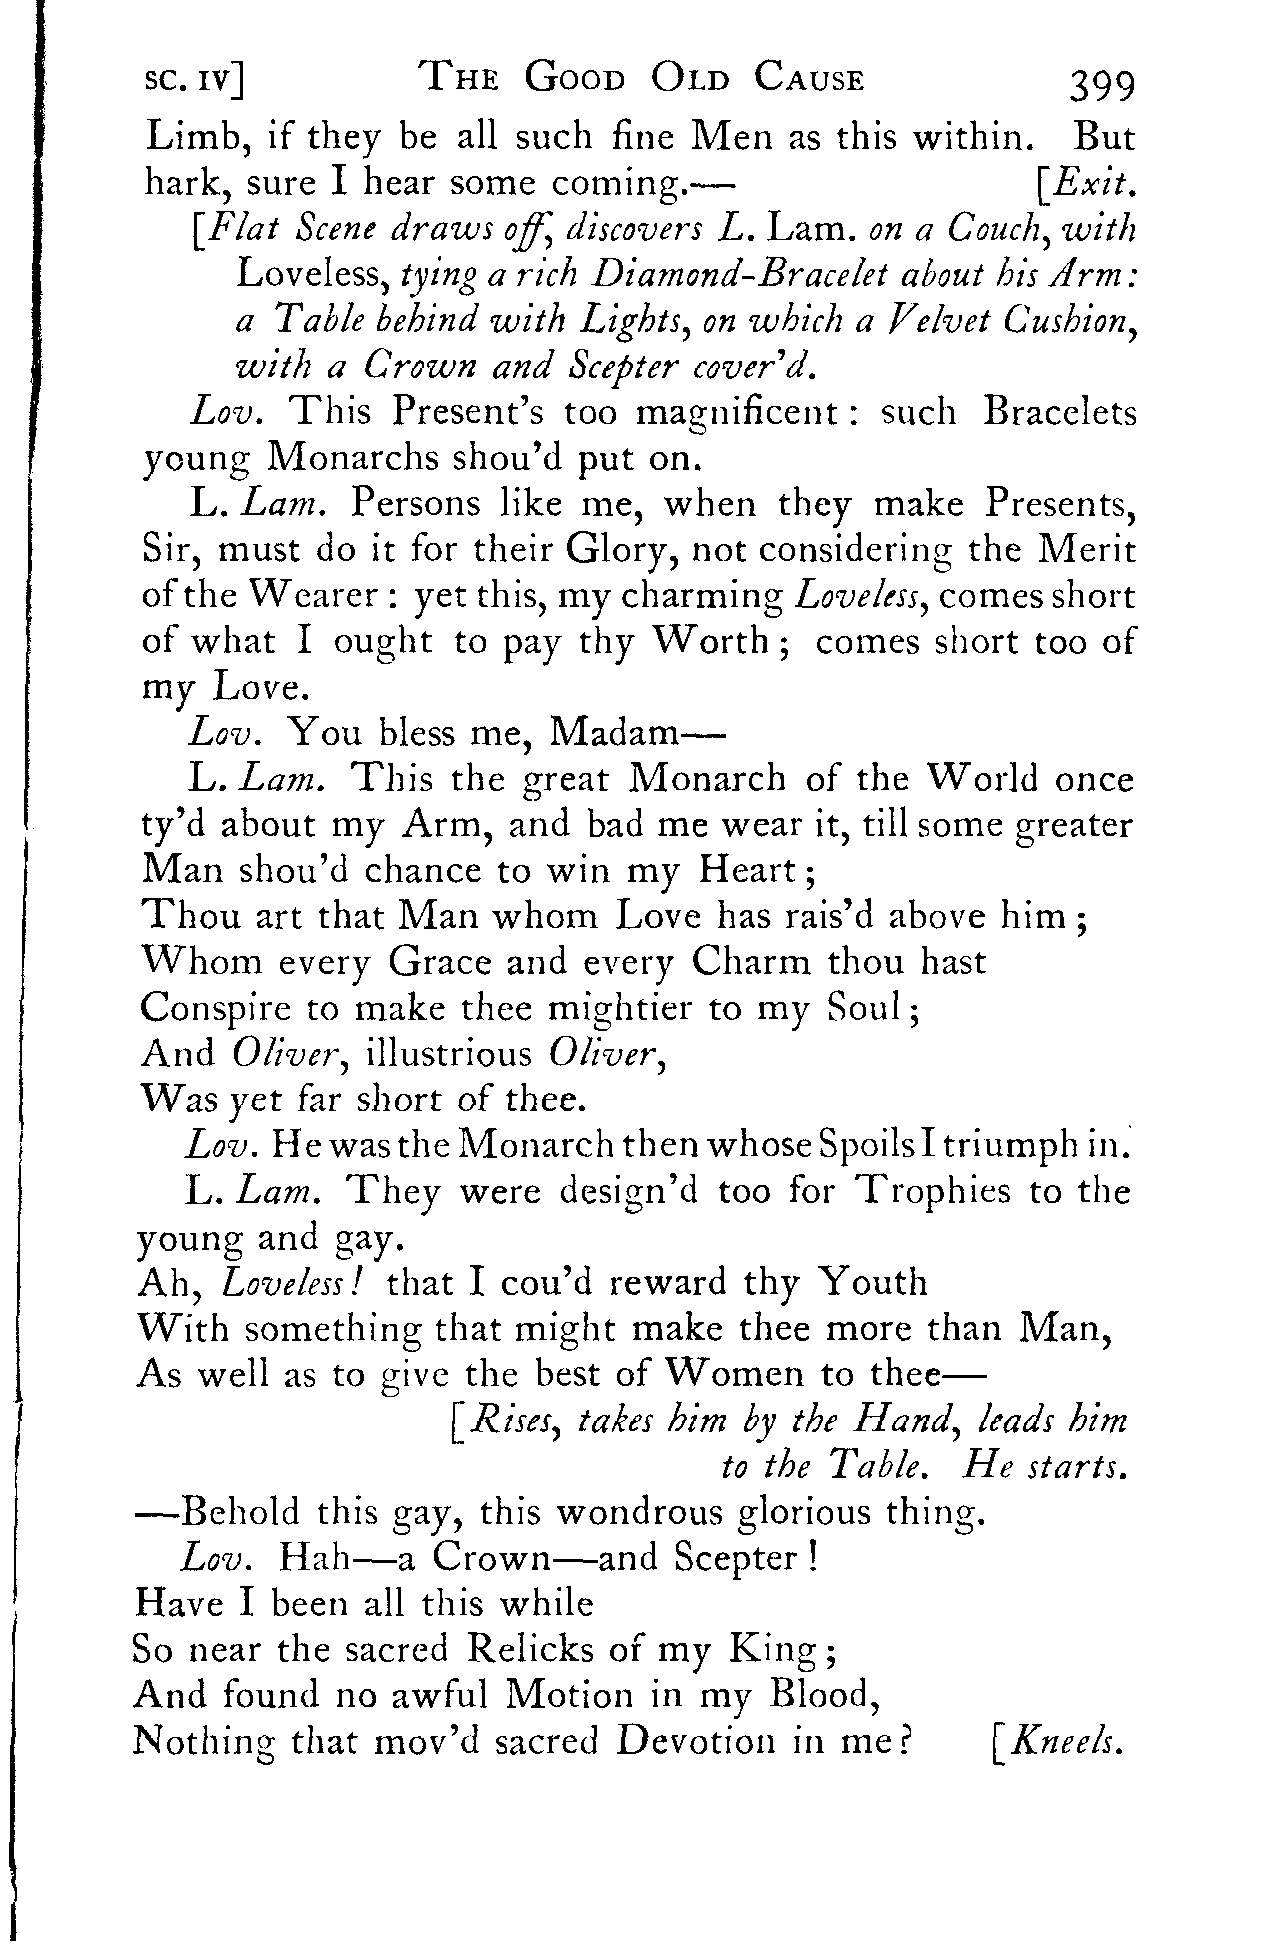 SC. IV] THE GOOD OLD CAUSE 399
Limb, if they be all such fine Men as this within. But
hark, sure I hear some coming.— [Exit.
[Flat Scene draws off, discovers L. Lam. on a Couch, with
Loveless, tying a rich Diamond-Bracelet about his Arm:
a Table behind with Lights, on which a Velvet Cushion,
with a Crown and Scepter cover'd.
Lov. This Present's too magnificent : such Bracelets
young Monarchs shou'd put on.
L. Lam. Persons like me, when they make Presents,
Sir, must do it for their Glory, not considering the Merit
of the Wearer : yet this, my charming Loveless, comes short
of what I ought to pay thy Worth ; comes short too of
my Love.
Lov. You bless me, Madam—
L. Lam. This the great Monarch of the World once
ty'd about my Arm, and bad me wear it, till some greater
Man shou'd chance to win my Heart ;
Thou art that Man whom Love has rais'd above him ;
Whom every Grace and every Charm thou hast
Conspire to make thee mightier to my Soul ;
And Oliver, illustrious Oliver,
Was yet far short of thee.
Lov. He was the Monarch then whose Spoils I triumph in.
L. Lam. They were design'd too for Trophies to the
young and gay.
Ah, Loveless ! that I cou'd reward thy Youth
With something that might make thee more than Man,
As well as to give the best of Women to thee—
[Rises, takes him by the Hand, leads him
to the Table. He starts.
—Behold this gay, this wondrous glorious thing.
Lov. Hah—a Crown—and Scepter !
Have I been all this while
So near the sacred Relicks of my King ;
And found no awful Motion in my Blood,
Nothing that mov'd sacred Devotion in me? [Kneels.